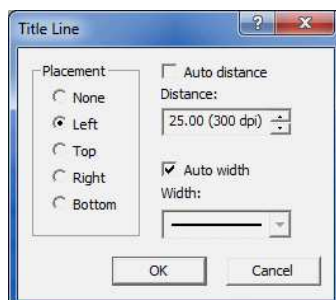 Title Line
Placement
None
Left
Top
Right
Bottom
Auto distance
Distance:
25.00 (300 dpi)
Auto width
Width:
OK
Cancel